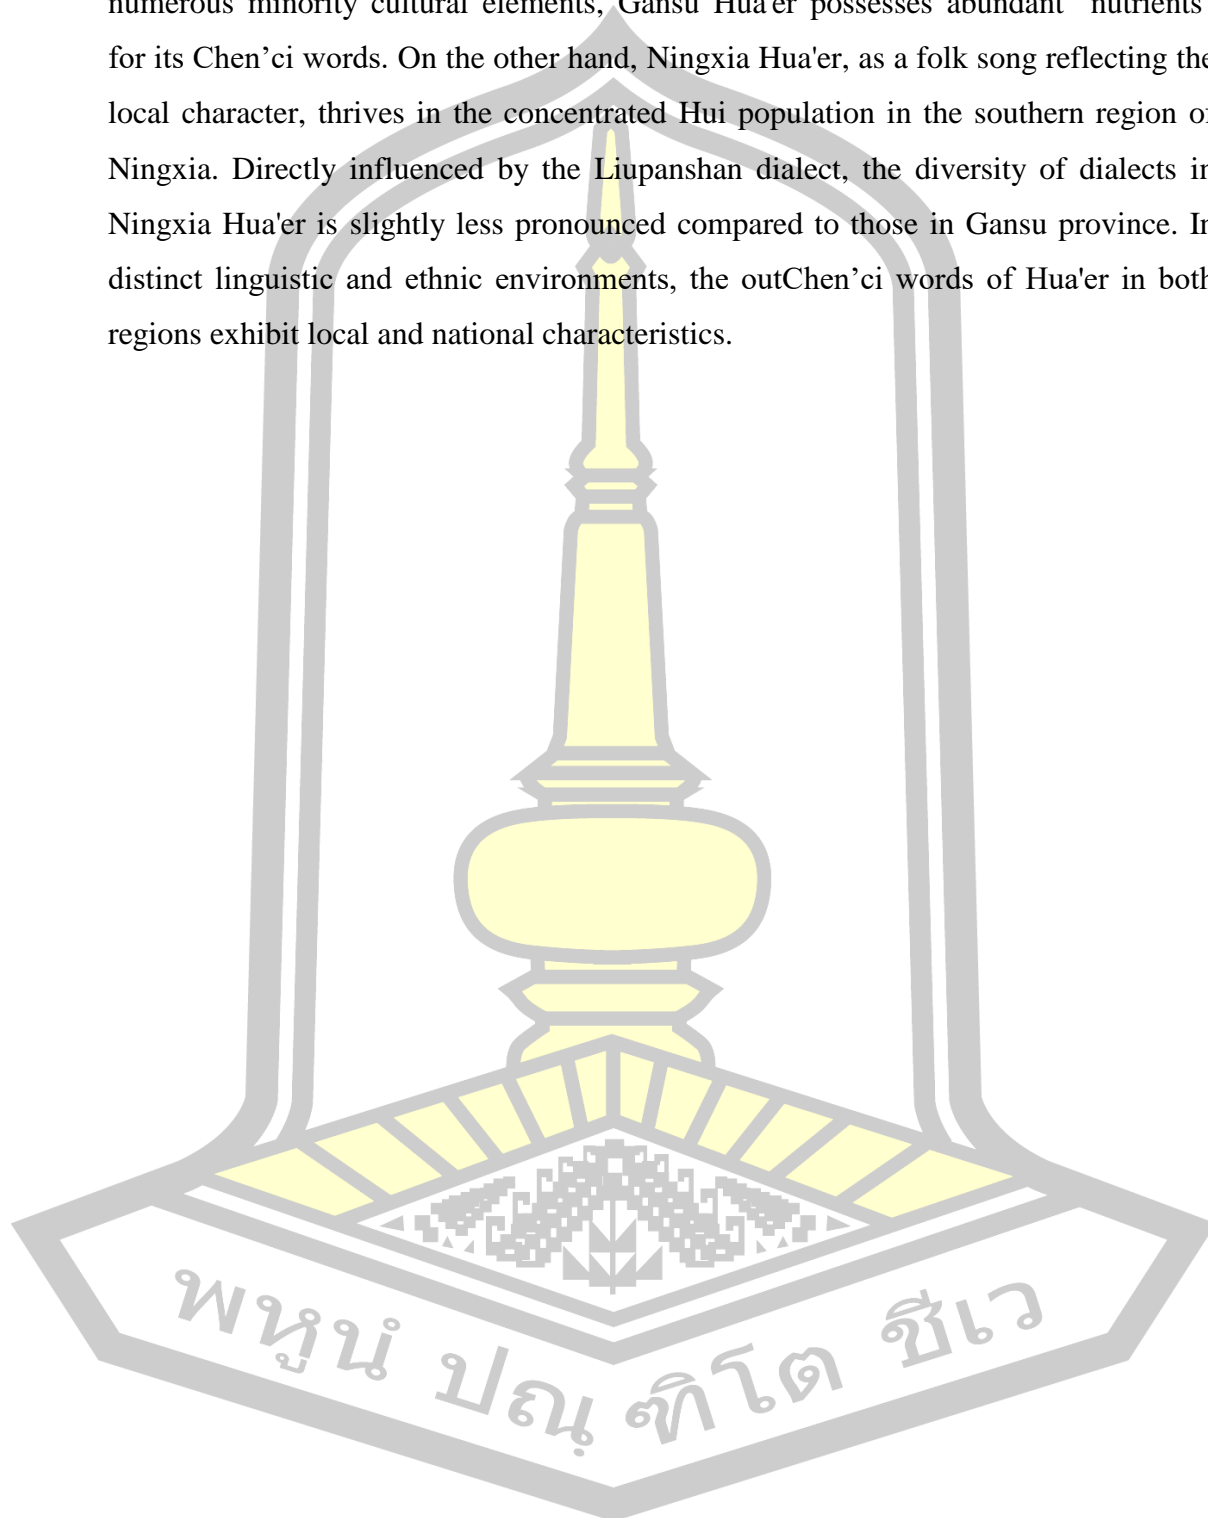 numerous minority cultural elements, Gansu Hua'er possesses abundant "nutrients"
for its Chen’ci words. On the other hand, Ningxia Hua'er, as a folk song reflecting the
local character, thrives in the concentrated Hui population in the southern region of
Ningxia. Directly influenced by the Liupanshan dialect, the diversity of dialects in
Ningxia Hua'er is slightly less pronounced compared to those in Gansu province. In
distinct linguistic and ethnic environments, the outChen’ci words of Hua'er in both
regions exhibit local and national characteristics.
พหูนํ ปณฺฑิโต ชีเว